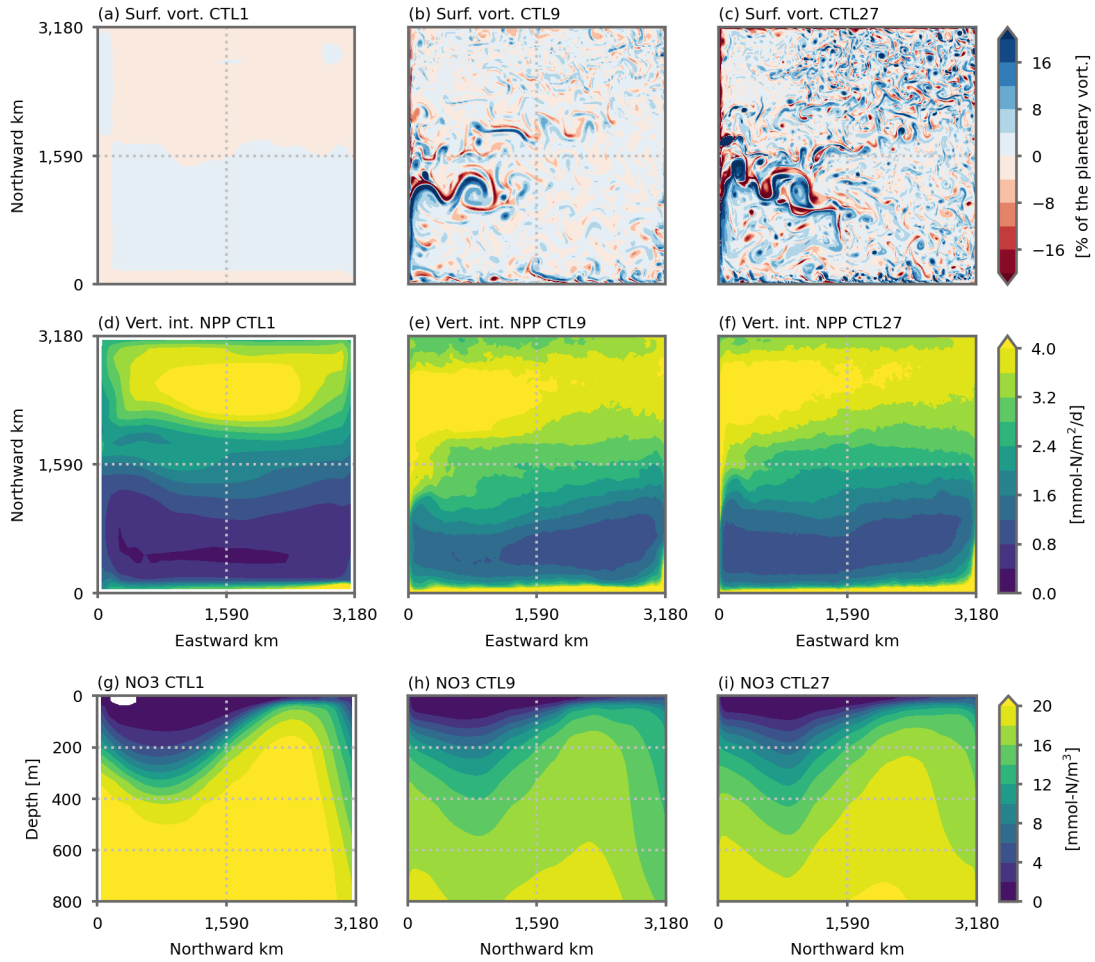 (a) Surf. vort. CTL1
(b) Surf. vort. CTL9
(c) Surf. vort. CTL27
3,180
1,590
0
Northward km
16
8
0
−8
−16
[% of the planetary vort.]
(d) Vert. int. NPP CTL1
(e) Vert. int. NPP CTL9
(f) Vert. int. NPP CTL27
3,180
1,590
0
Northward km
0 1,590 3,180
Eastward km
0 1,590 3,180
Eastward km
0 1,590 3,180
Eastward km
4.0
3.2
2.4
1.6
0.8
0.0
[mmol-N/m²/d]
(g) NO3 CTL1
(h) NO3 CTL9
(i) NO3 CTL27
0
200
400
600
800
Depth [m]
0 1,590 3,180
Northward km
0 1,590 3,180
Northward km
0 1,590 3,180
Northward km
20
16
12
8
4
0
[mmol-N/m³]